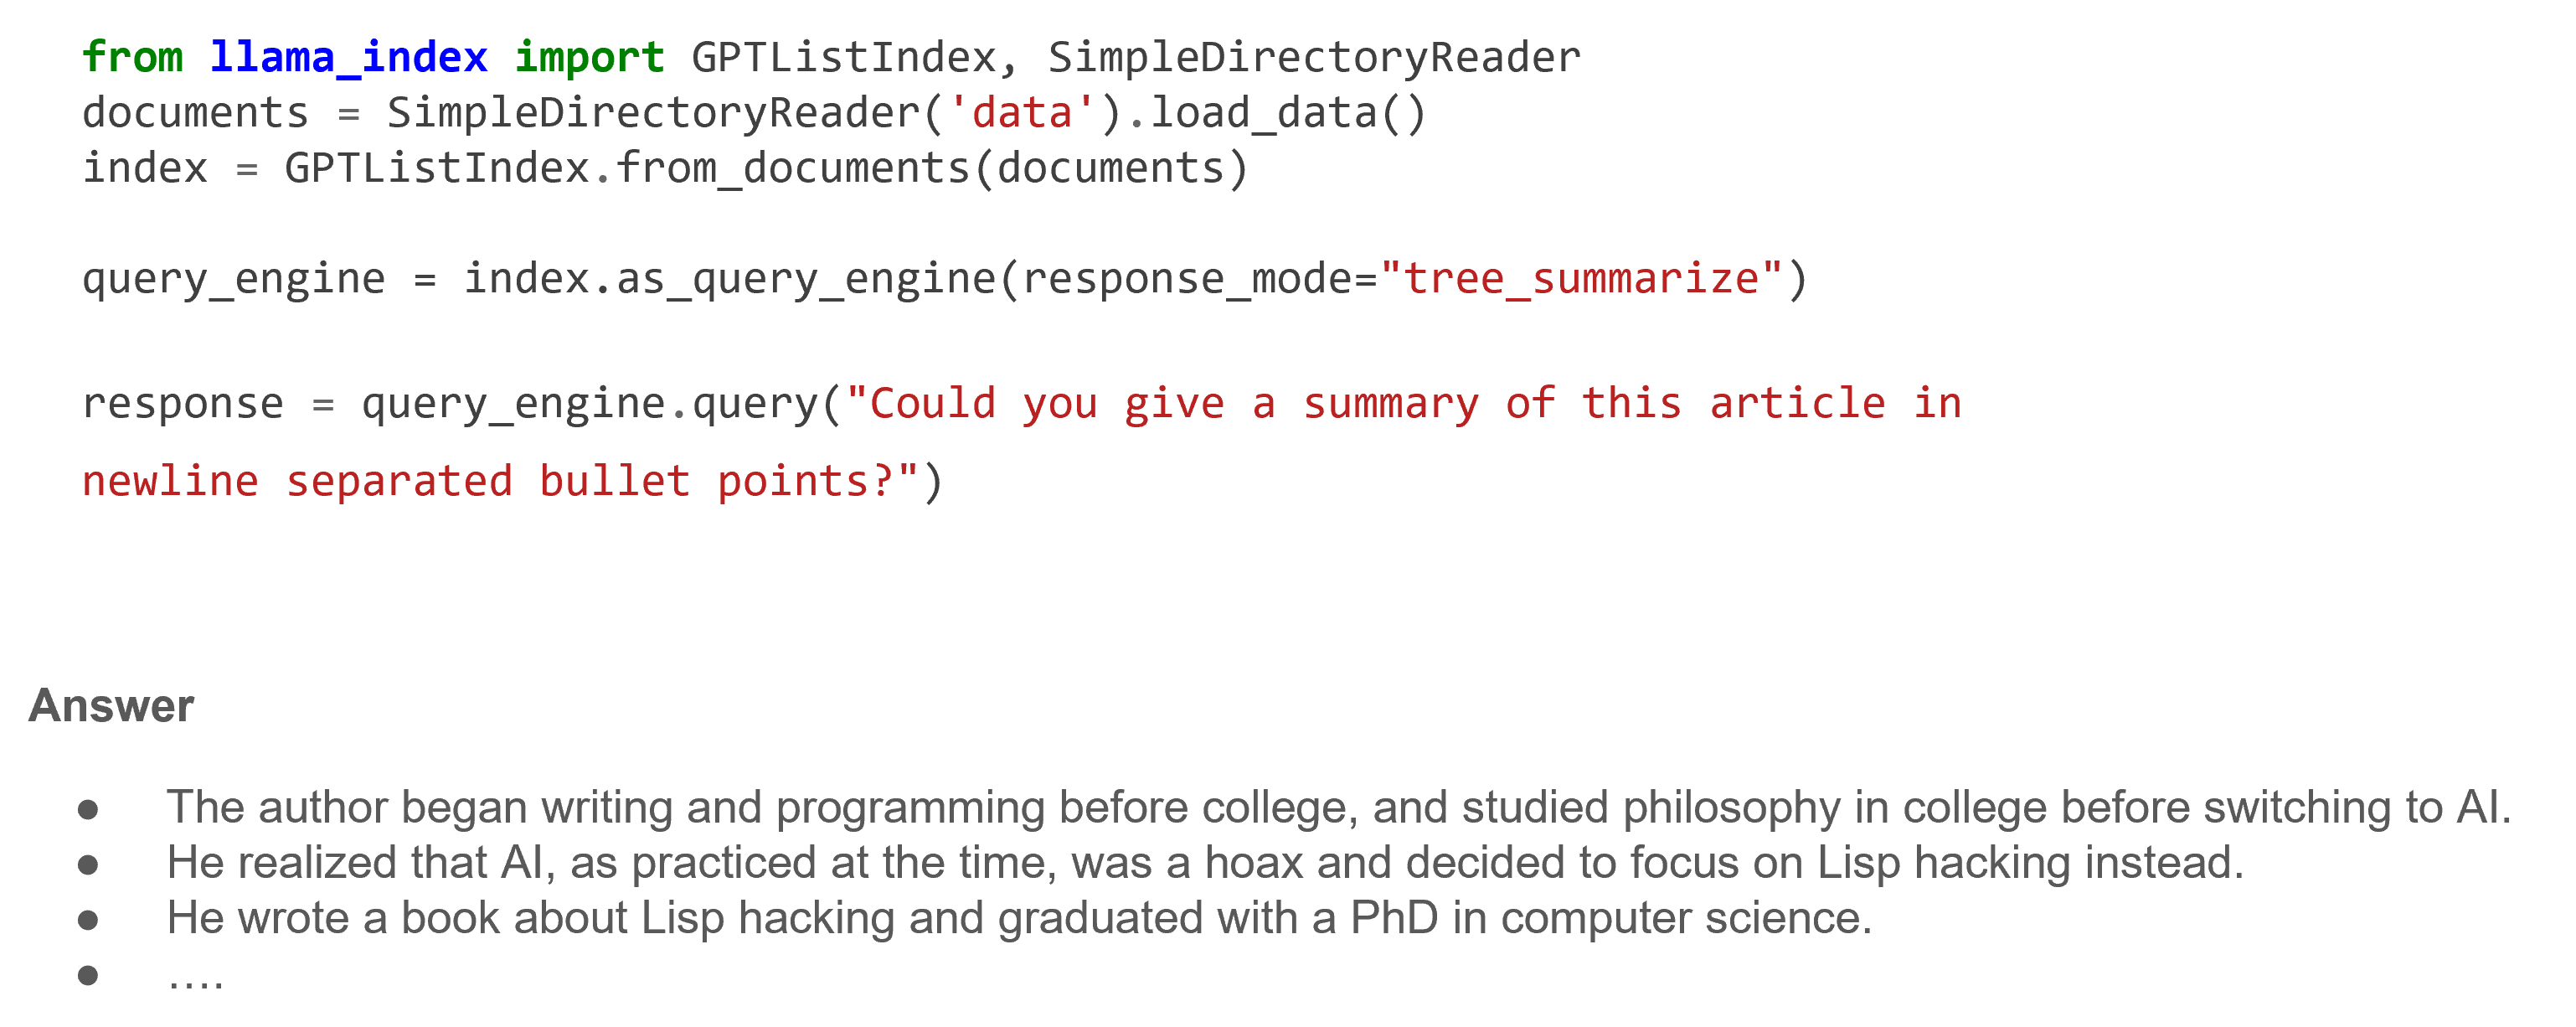 from llama_index import GPTListIndex, SimpleDirectoryReader
documents = SimpleDirectoryReader('data').load_data()
index = GPTListIndex.from_documents(documents)
query_engine = index.as_query_engine(response_mode="tree_summarize")
response = query_engine.query("Could you give a summary of this article in
newline separated bullet points?")
Answer
● The author began writing and programming before college, and studied philosophy in college before switching to AI.
● He realized that AI, as practiced at the time, was a hoax and decided to focus on Lisp hacking instead.
● He wrote a book about Lisp hacking and graduated with a PhD in computer science.
● ….